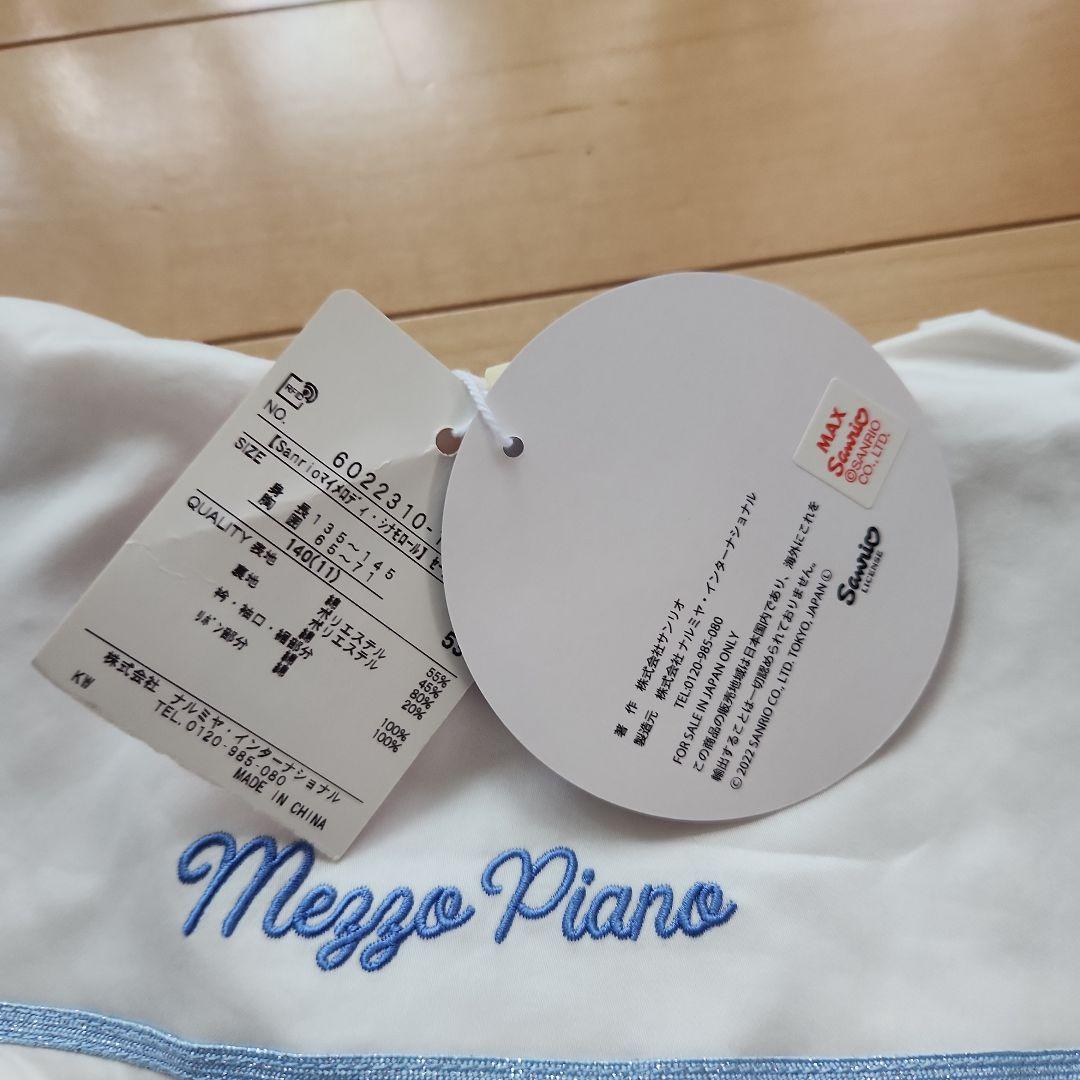 RFID
NO.
6022310-
【Sanrioマイメロディ・シナモロール】セ
SIZE
身長 135~145
胸囲 65~71
140(11)
QUALITY 表地
綿
ポリエステル
55%
45%
裏地
綿
ポリエステル
80%
20%
衿・袖口・紐部分
綿
100%
ﾘﾎﾞﾝ部分
綿
100%
株式会社 ナルミヤ・インターナショナル
TEL. 0120-985-080
KW
MADE IN CHINA
MAX
Sanrio
©SANRIO
CO., LTD.
著 作 株式会社サンリオ
製造元 株式会社 ナルミヤ・インターナショナル
TEL:0120-985-080
FOR SALE IN JAPAN ONLY
この商品の販売地域は日本国内であり、海外にこれを
輸出することは一切認められておりません。
© 2022 SANRIO CO., LTD. TOKYO, JAPAN Ⓛ
Sanrio
LICENSE
Mezzo Piano